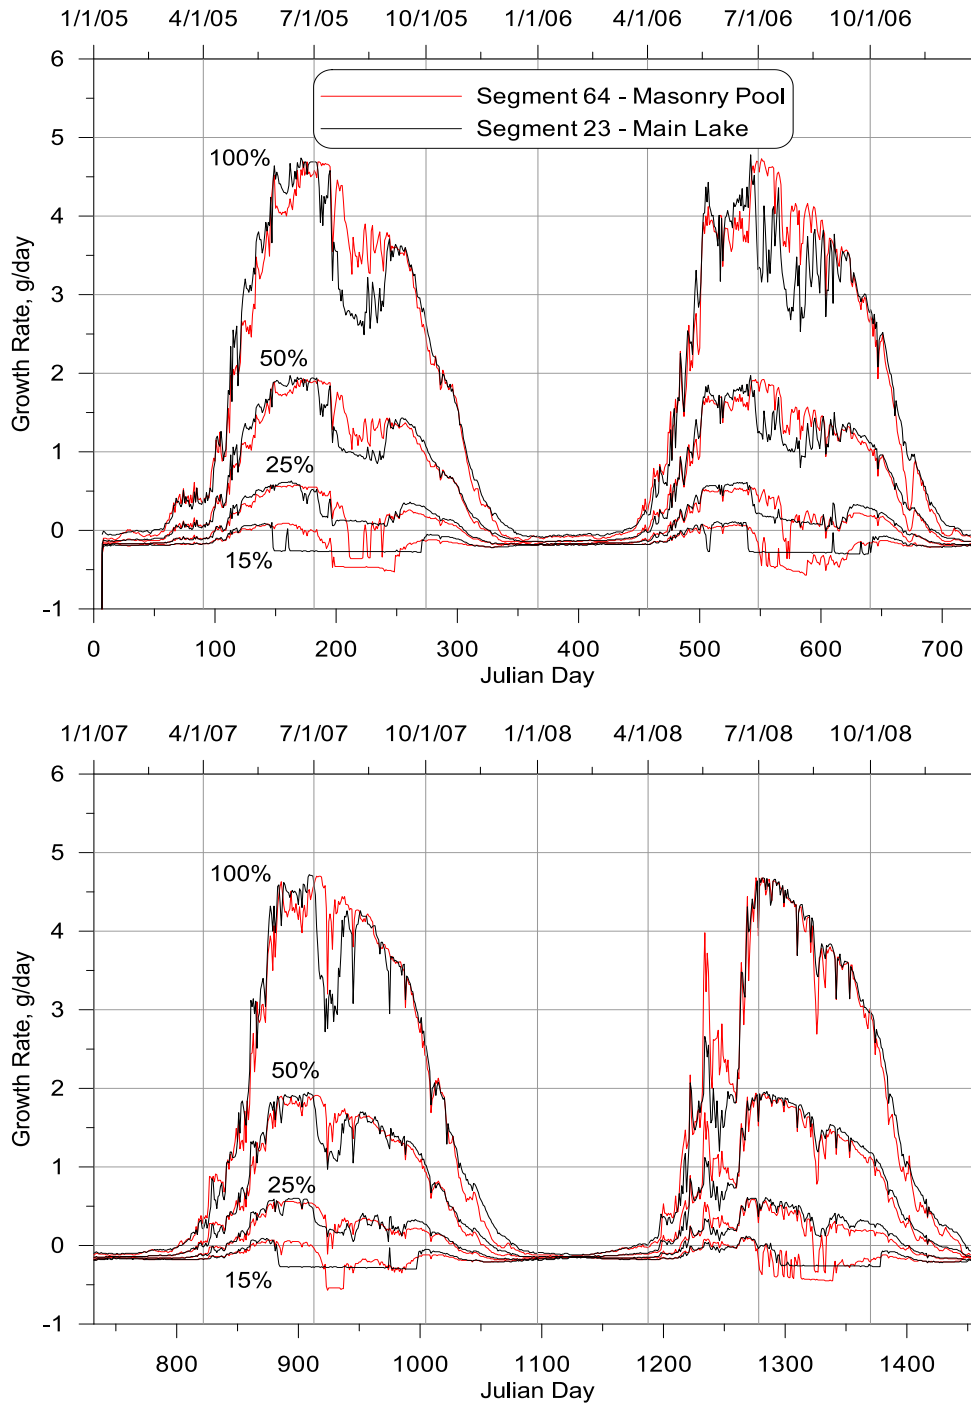 1/1/05 4/1/05 7/1/05 10/1/05 1/1/06 4/1/06 7/1/06 10/1/06
6
Segment 64 - Masonry Pool
Segment 23 - Main Lake
5
100%
4
3
Growth Rate, g/day
50%
2
1
25%
0
15%
-1
0 100 200 300 400 500 600 700
Julian Day
1/1/07 4/1/07 7/1/07 10/1/07 1/1/08 4/1/08 7/1/08 10/1/08
6
5
100%
4
3
Growth Rate, g/day
50%
2
1
25%
0
15%
-1
800 900 1000 1100 1200 1300 1400
Julian Day